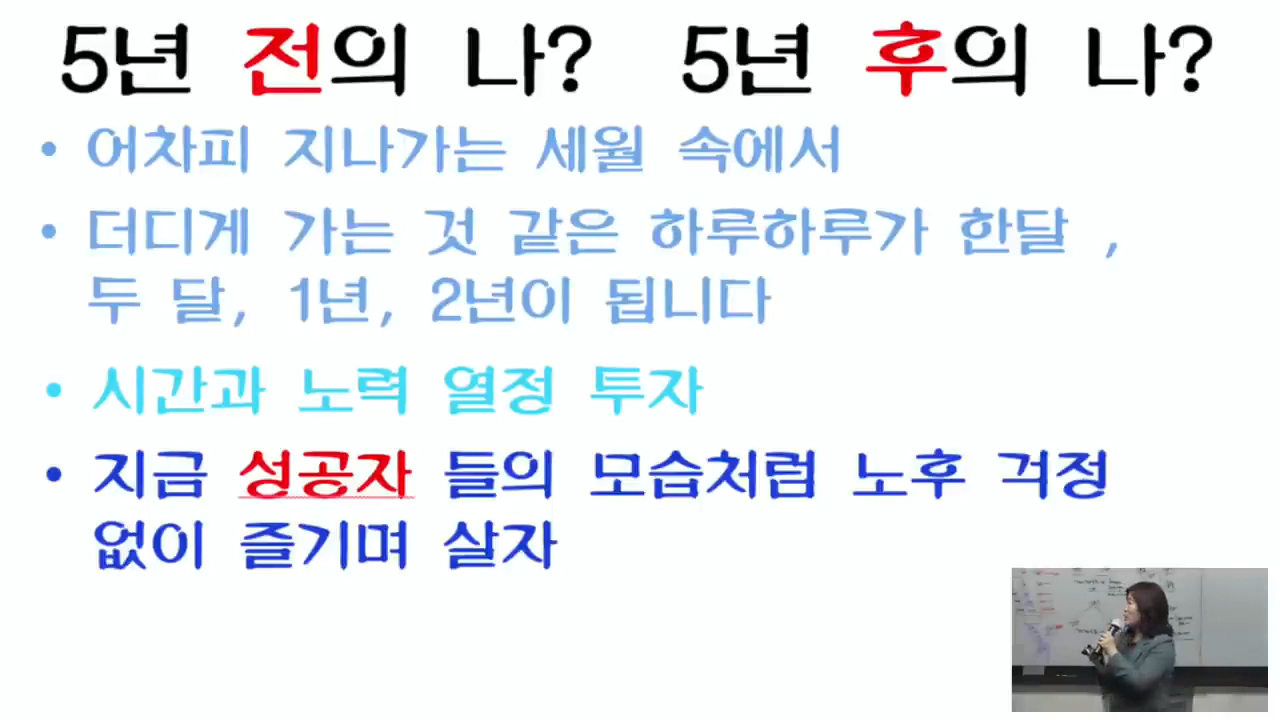 5년 전의 나? 5년 후의 나?
• 어차피 지나가는 세월 속에서
• 더디게 가는 것 같은 하루하루가 한달 ,
두 달, 1년, 2년이 됩니다
• 시간과 노력 열정 투자
• 지금 성공자 들의 모습처럼 노후 걱정
없이 즐기며 살자